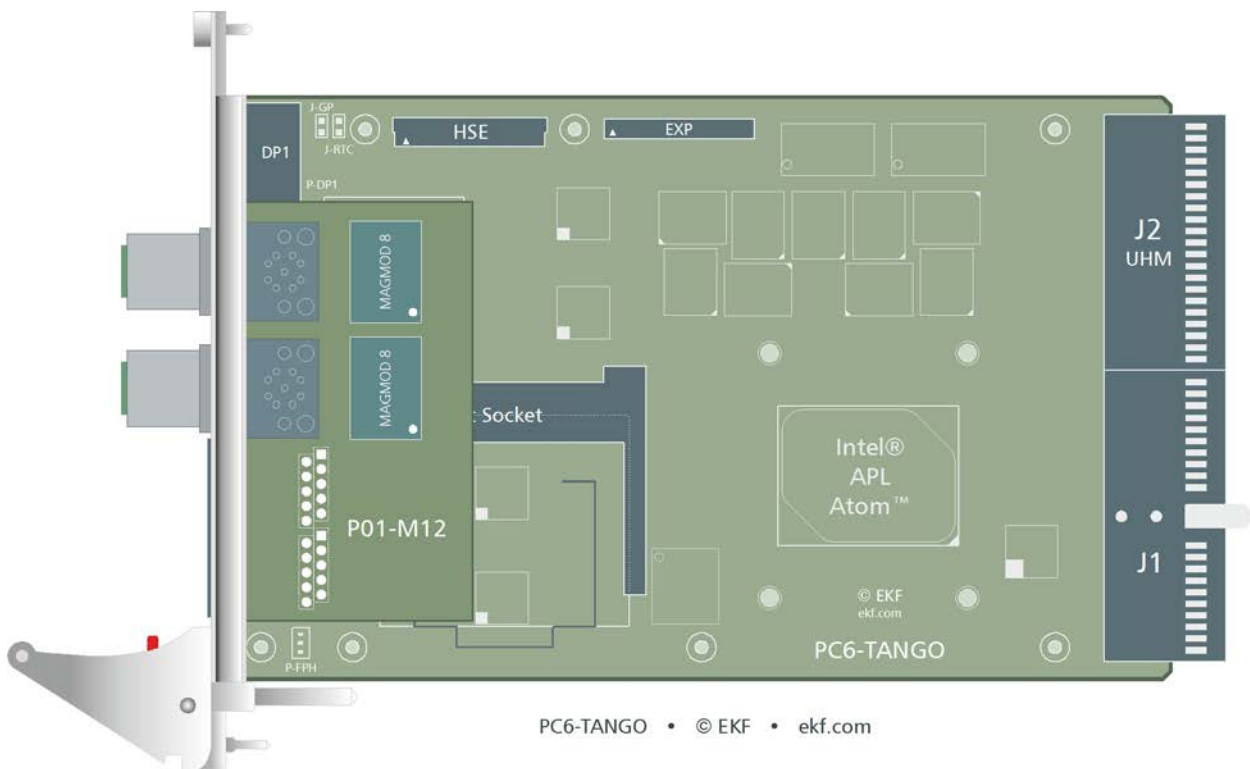 J-GP
J-RTC
HSE
EXP
DP1
P-DP1
MAGMOD 8
MAGMOD 8
J2
UHM
Socket
Intel®
APL
Atom™
P01-M12
J1
© EKF
ekf.com
PC6-TANGO
P-FPH
PC6-TANGO • © EKF • ekf.com